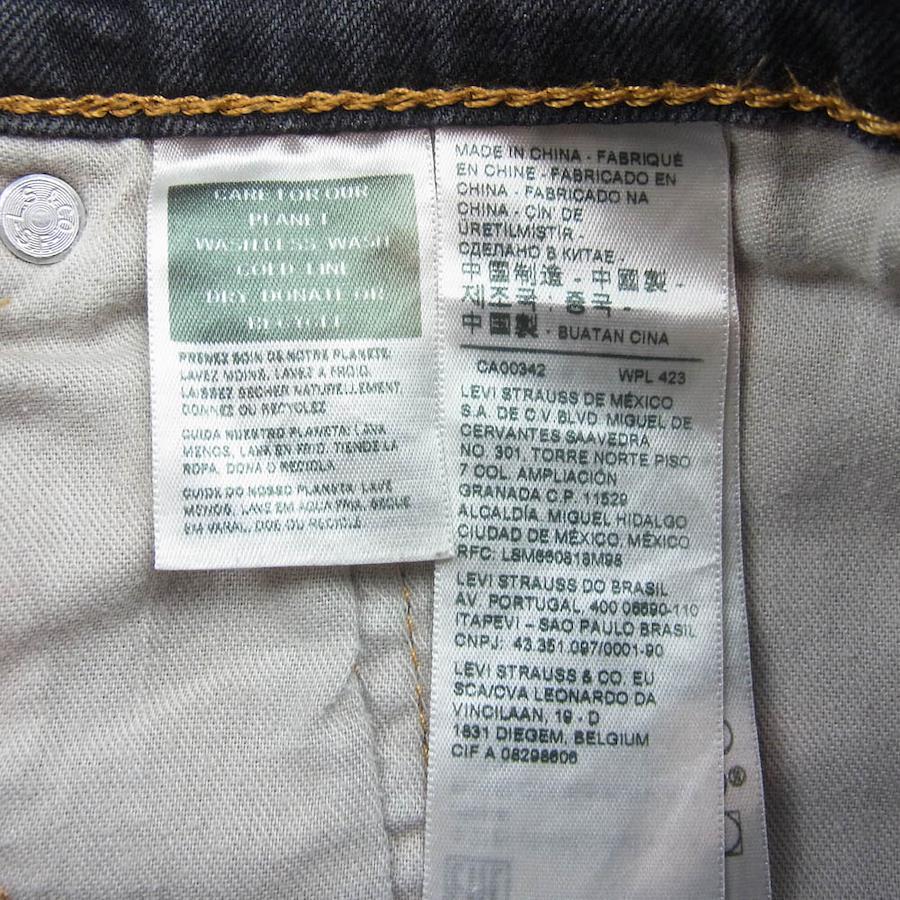 CARE FOR OUR
PLANET
WASH LESS WASH
COLD LINE
DRY DONATE OR
RECYCLE
PRENEZ SOIN DE NOTRE PLANETE:
LAVEZ MOINS, LAVEZ A FROID,
LAISSEZ SECHER NATURELLEMENT,
DONNEZ OU RECYCLEZ
CUIDA NUESTRO PLANETA: LAVA
MENOS, LAVA EN FRIO, TIENDE LA
ROPA, DONA O RECICLA
CUIDE DO NOSSO PLANETA: LAVE
MENOS, LAVE EM AGUA FRIA, SEQUE
EM VARAL, DOE OU RECICLE
MADE IN CHINA - FABRIQUÉ
EN CHINE - FABRICADO EN
CHINA - FABRICADO NA
CHINA - ÇİN DE
ÜRETİLMİŞTİR -
СДЕЛАНО В КИТАЕ -
中国制造 - 中國製 -
제조국 : 중국 -
中国製 - BUATAN CINA
CA00342 WPL 423
LEVI STRAUSS DE MÉXICO
S.A. DE C.V. BLVD. MIGUEL DE
CERVANTES SAAVEDRA
NO. 301, TORRE NORTE PISO
7 COL. AMPLIACIÓN
GRANADA C.P. 11529
ALCALDÍA. MIGUEL HIDALGO
CIUDAD DE MÉXICO, MÉXICO
RFC: LSM660818M98
LEVI STRAUSS DO BRASIL
AV. PORTUGAL, 400 06690-110
ITAPEVI – SAO PAULO BRASIL
CNPJ: 43.351.097/0001-90
LEVI STRAUSS & CO. EU
SCA/CVA LEONARDO DA
VINCILAAN, 19 - D
1831 DIEGEM, BELGIUM
CIF A 08298606
®